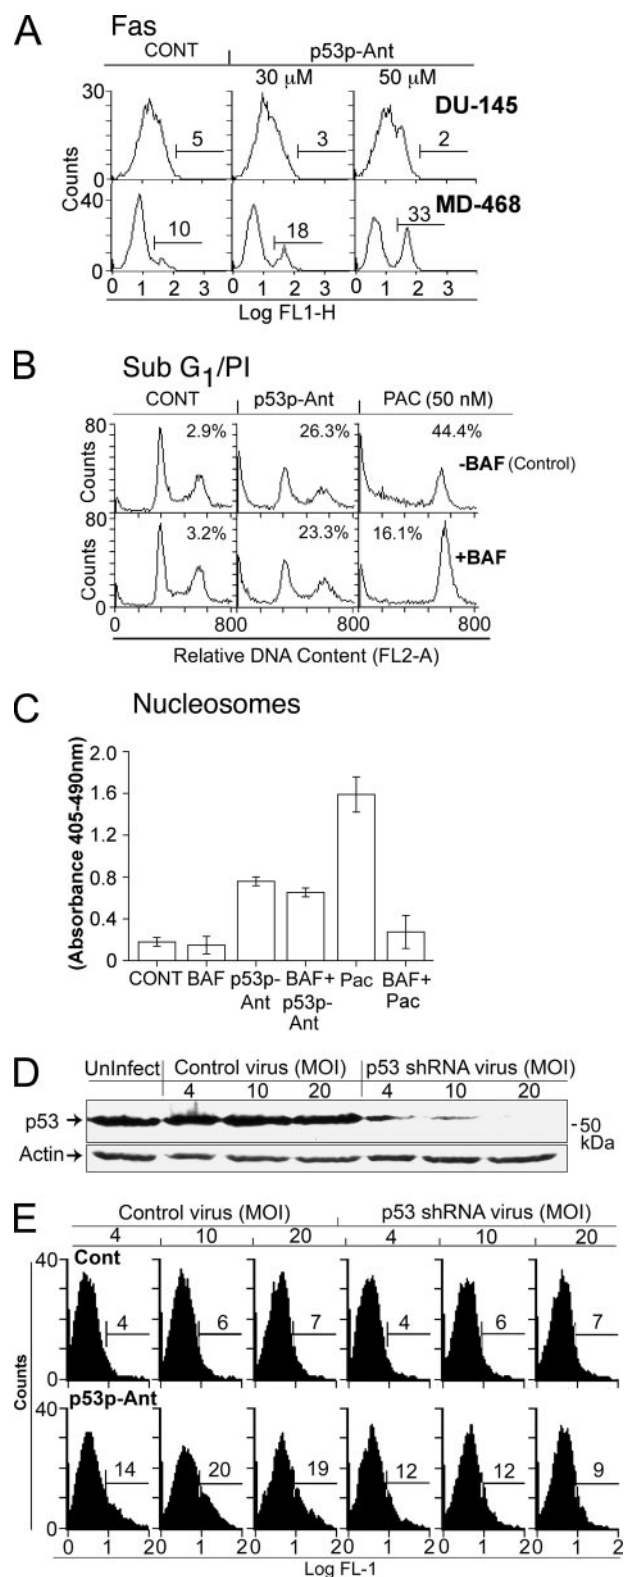 A Fas
CONT p53p-Ant
30 μM 50 μM
30 DU-145
5 3 2
Counts
0
40 MD-468
10 18 33
Counts
0
0 1 2 3 0 1 2 3 0 1 2 3
Log FL1-H
B Sub G1/PI
CONT p53p-Ant PAC (50 nM)
80 2.9% 26.3% 44.4%
Counts -BAF (Control)
0
80 3.2% 23.3% 16.1%
Counts +BAF
0
0 800 0 800 0 800
Relative DNA Content (FL2-A)
C Nucleosomes
(Absorbance 405-490nm)
2.0
1.6
1.2
0.8
0.4
0
CONT BAF p53p-Ant BAF+ p53p-Ant Pac BAF+ Pac
D UnInfect Control virus (MOI) p53 shRNA virus (MOI)
4 10 20 4 10 20
p53 -50 kDa
Actin
E Control virus (MOI) p53 shRNA virus (MOI)
4 10 20 4 10 20
40 Cont
4 6 7 4 6 7
0
Counts
p53p-Ant
40
14 20 19 12 12 9
0
0 1 20 1 20 1 20 1 20 1 20 1 2
Log FL-1